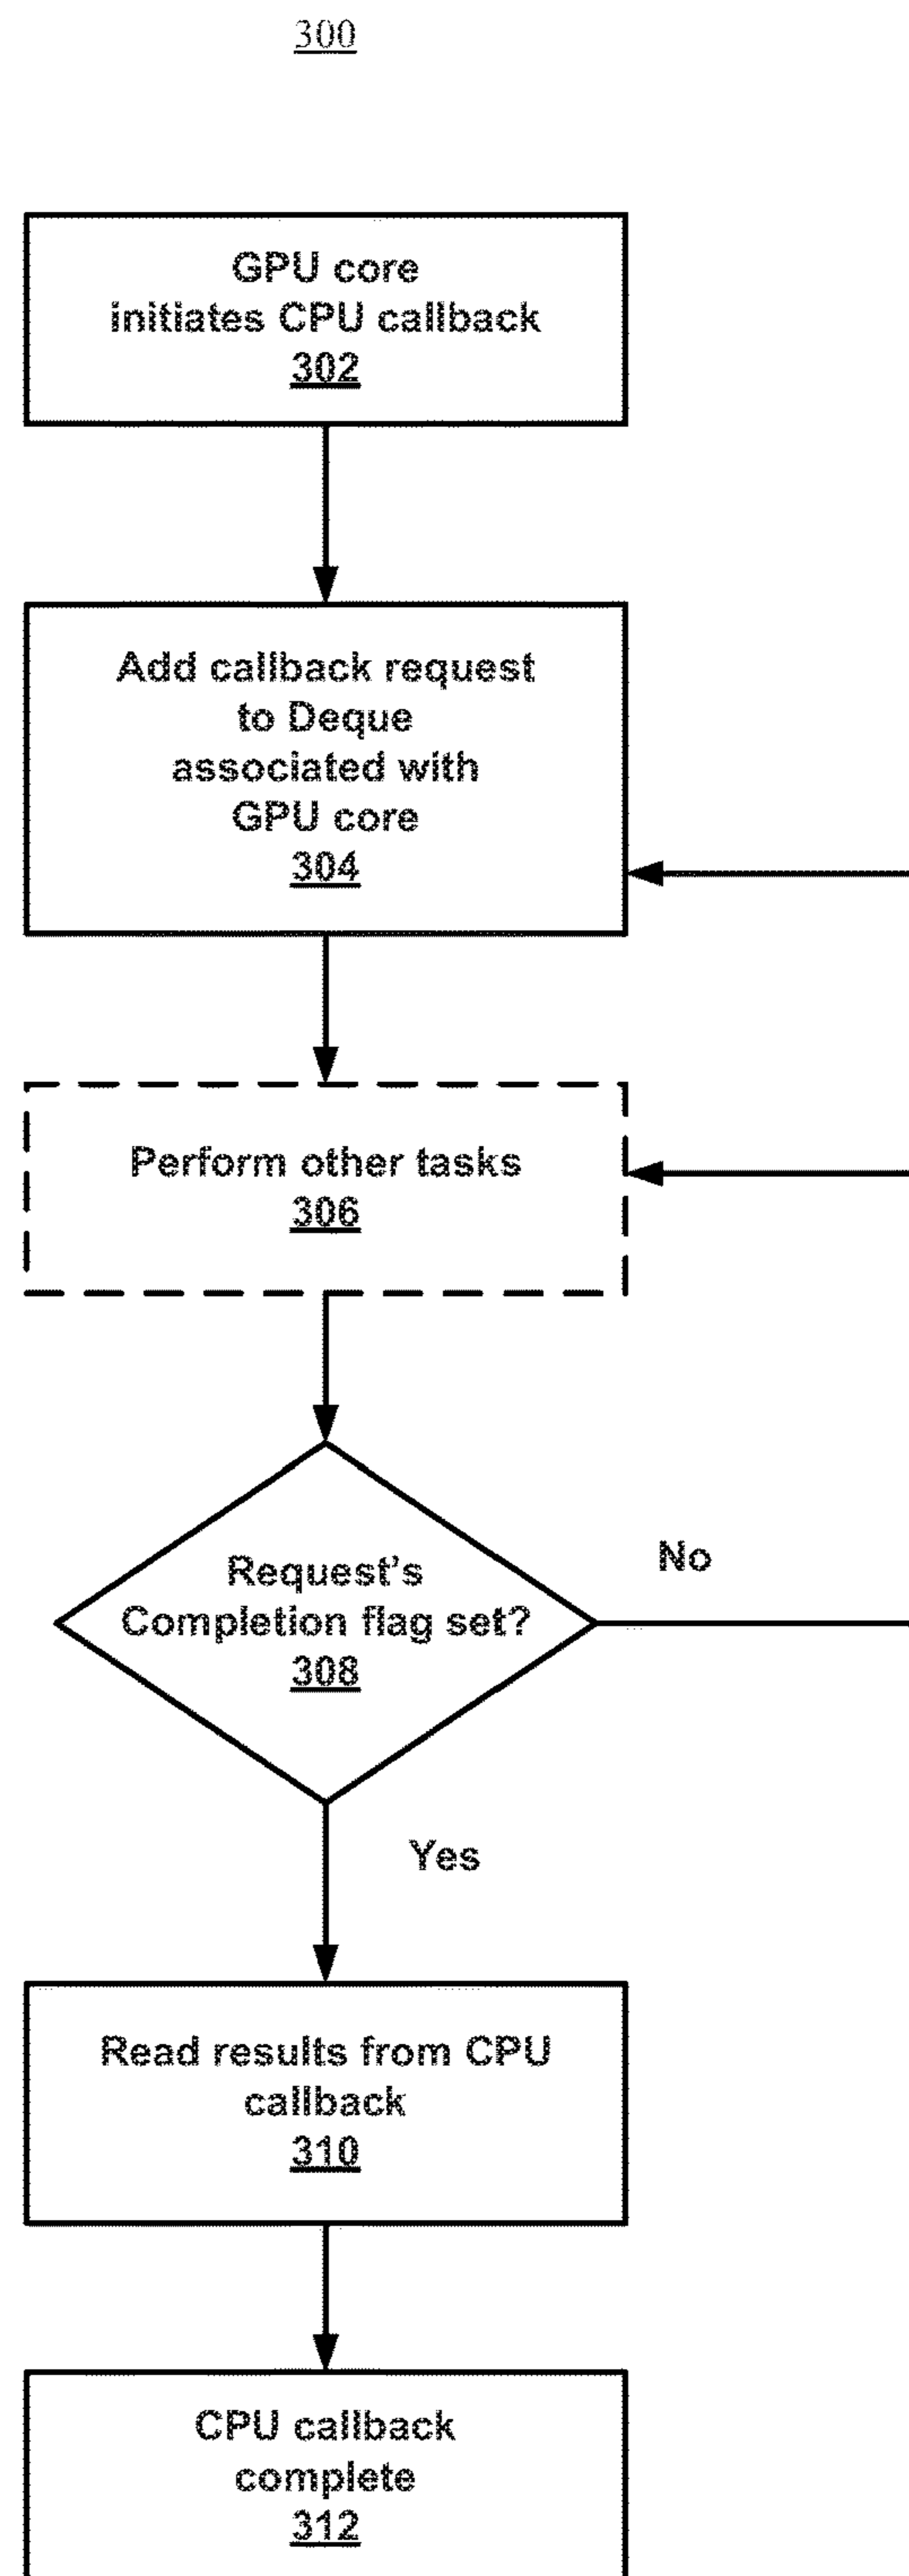 300
GPU core
initiates CPU callback
302
Add callback request
to Deque
associated with
GPU core
304
Perform other tasks
306
Request's
Completion flag set?
308
No
Yes
Read results from CPU
callback
310
CPU callback
complete
312